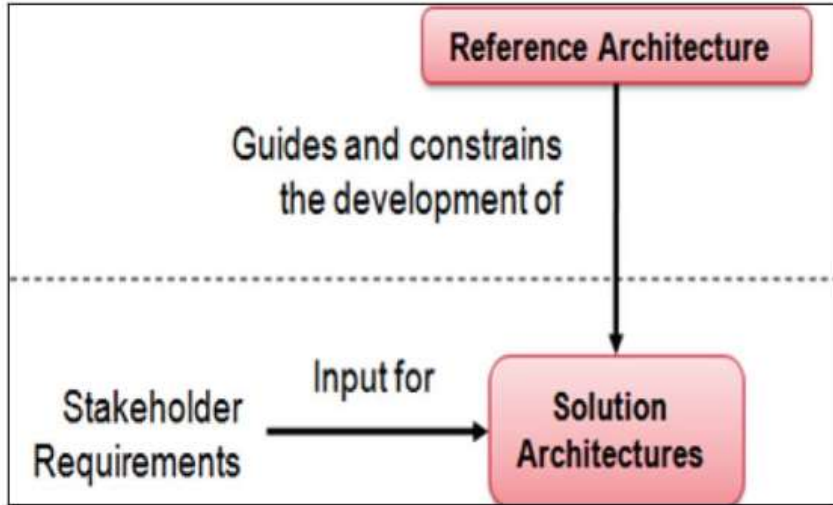 Reference Architecture
Guides and constrains
the development of
Input for
Stakeholder
Requirements
Solution
Architectures